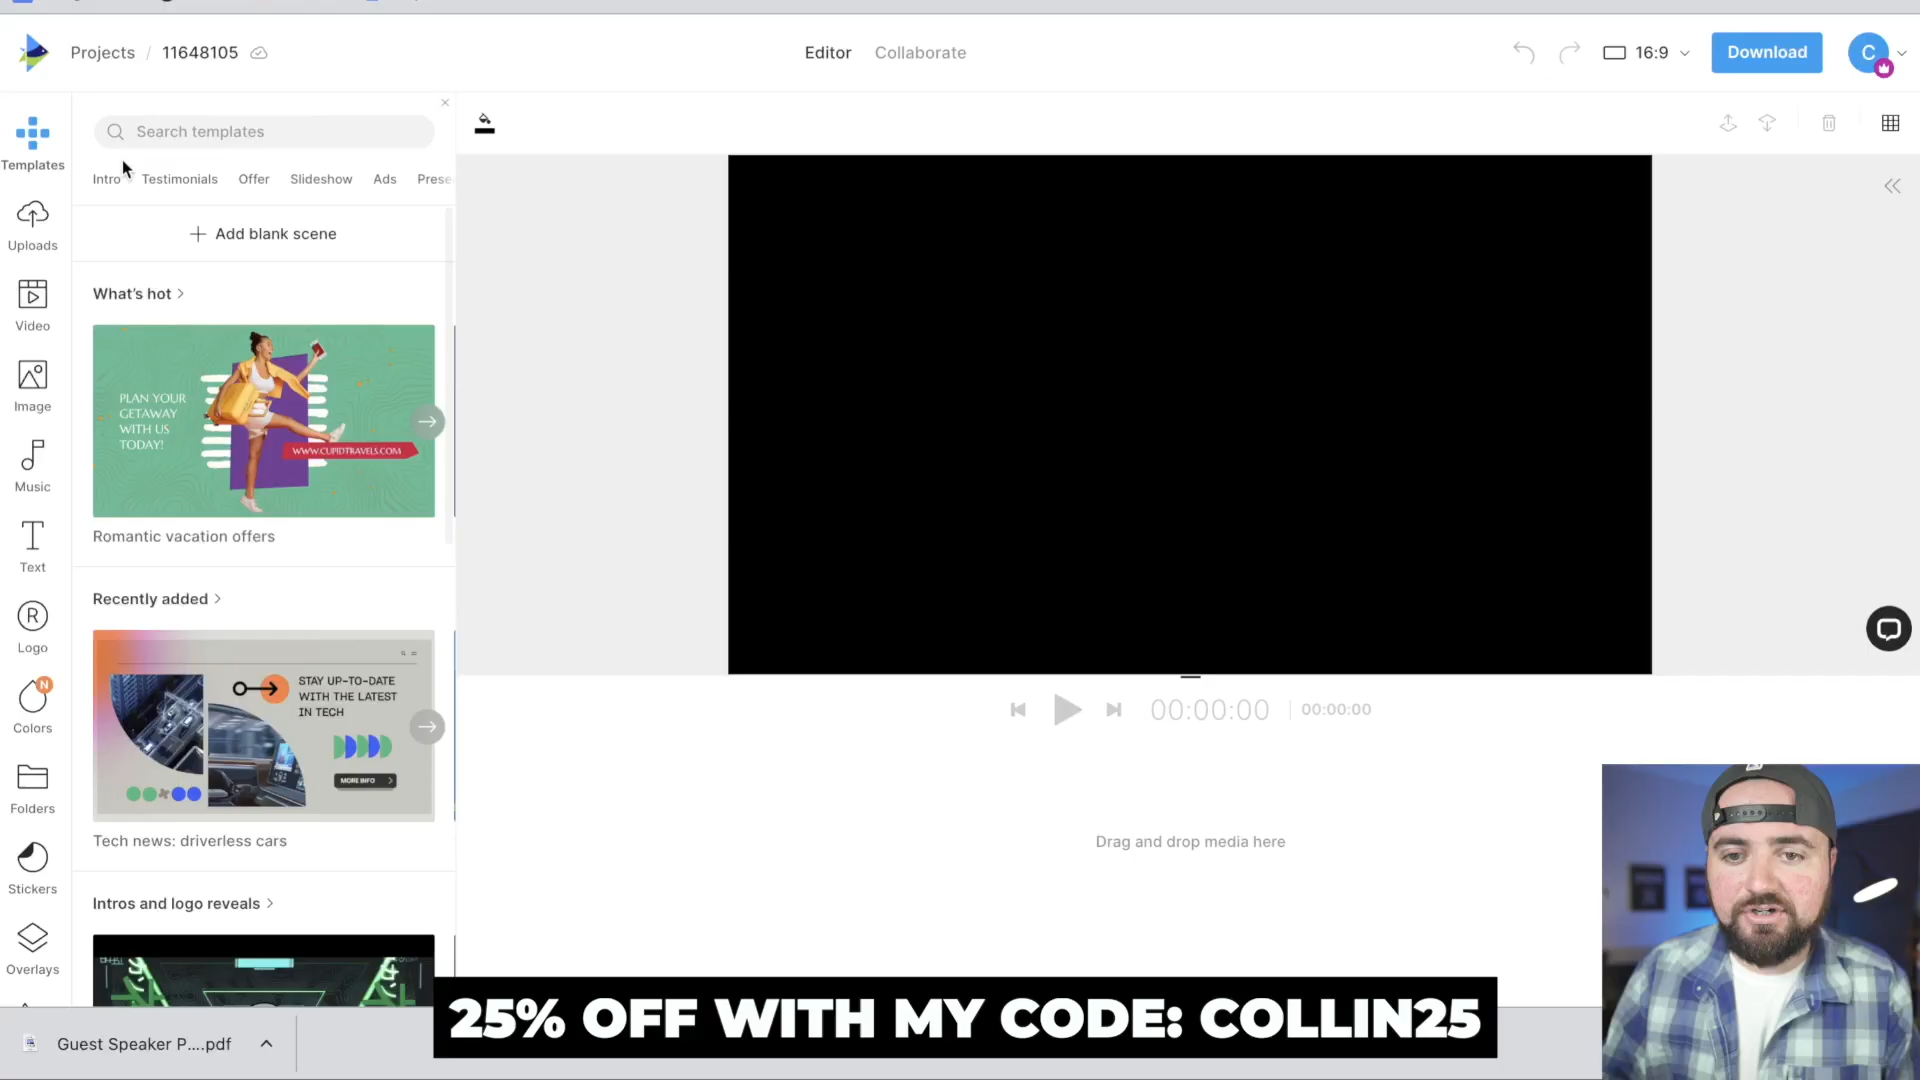 Projects / 11648105
Editor
Collaborate
16:9
Download
C
Search templates
Templates
Intro
Testimonials
Offer
Slideshow
Ads
Prese
Add blank scene
Uploads
What's hot
Video
PLAN YOUR
GETAWAY
WITH US
TODAY!
WWW.CUPIDTRAVELS.COM
Image
Music
Romantic vacation offers
Text
Recently added
Logo
STAY UP-TO-DATE
WITH THE LATEST
IN TECH
MORE INFO
N
Colors
00:00:00
00:00:00
Folders
Tech news: driverless cars
Drag and drop media here
Stickers
Intros and logo reveals
Overlays
25% OFF WITH MY CODE: COLLIN25
Guest Speaker P....pdf